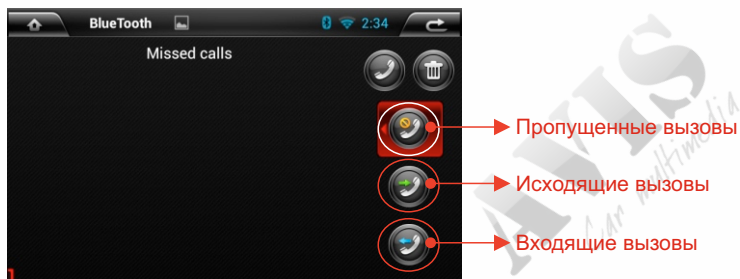 BlueTooth 2:34
Missed calls
Пропущенные вызовы
Исходящие вызовы
Входящие вызовы
AVIS
Car multimedia